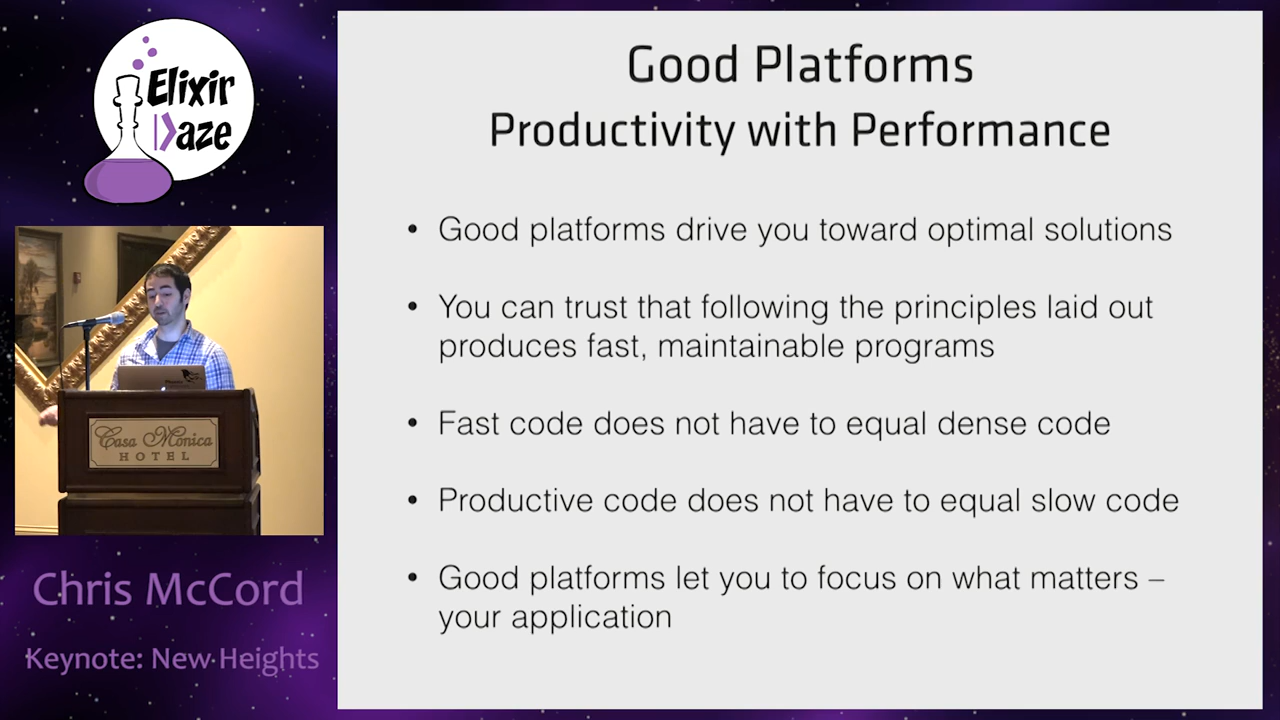 Elixir
Daze
Good Platforms
Productivity with Performance
• Good platforms drive you toward optimal solutions
• You can trust that following the principles laid out
produces fast, maintainable programs
• Fast code does not have to equal dense code
• Productive code does not have to equal slow code
• Good platforms let you to focus on what matters –
your application
Casa Monica
HOTEL
Chris McCord
Keynote: New Heights